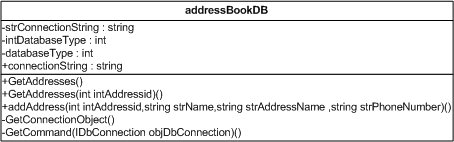 addressBookDB
-strConnectionString : string
-intDatabaseType : int
-databaseType : int
+connectionString : string
+GetAddresses()
+GetAddresses(int intAddressid)()
+addAddress(int intAddressid,string strName,string strAddressName ,string strPhoneNumber)()
-GetConnectionObject()
-GetCommand(IDbConnection objDbConnection)()